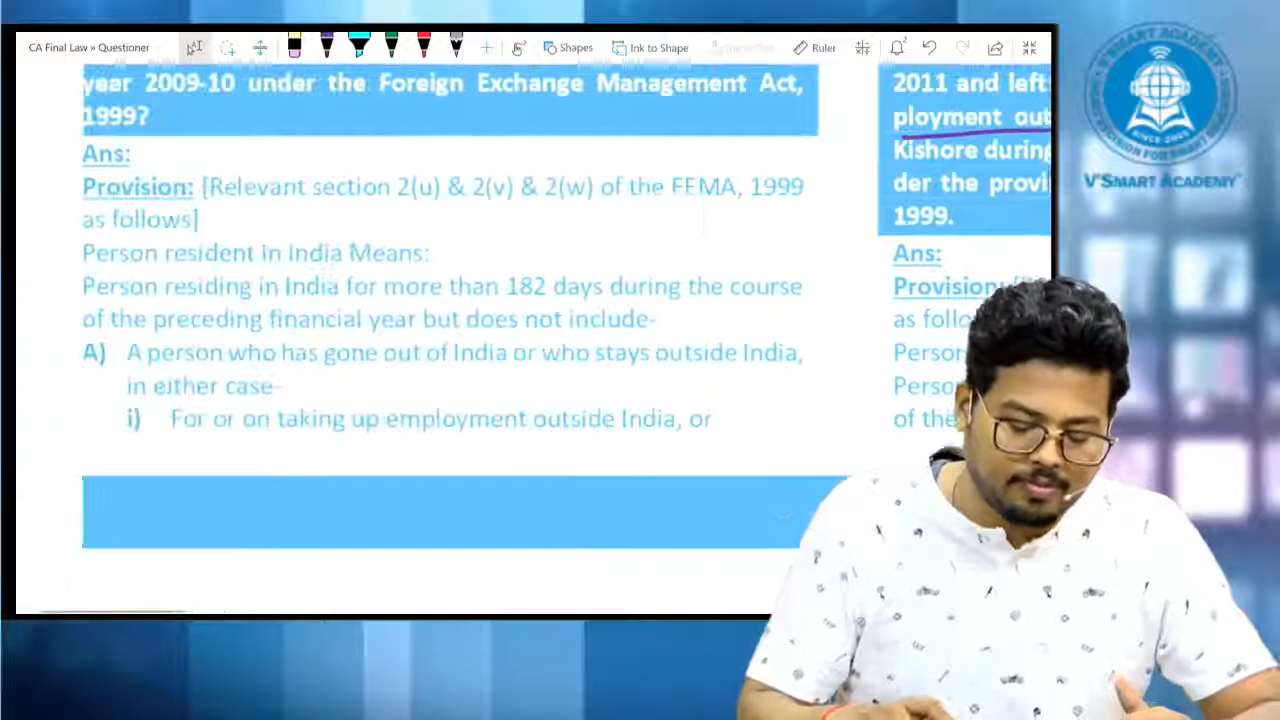 CA Final Law » Questioner
Shapes
Ink to Shape
Ruler
year 2009-10 under the Foreign Exchange Management Act,
1999?
Ans:
Provision: [Relevant section 2(u) & 2(v) & 2(w) of the FEMA, 1999
as follows]
Person resident in India Means:
Person residing in India for more than 182 days during the course
of the preceding financial year but does not include-
A) A person who has gone out of India or who stays outside India,
in either case-
i) For or on taking up employment outside India, or
2011 and left
ployment out
Kishore during
der the provi
1999.
Ans:
Provision
as follo
Person
Perso
of the
SINCE
V'SMART ACADEMY